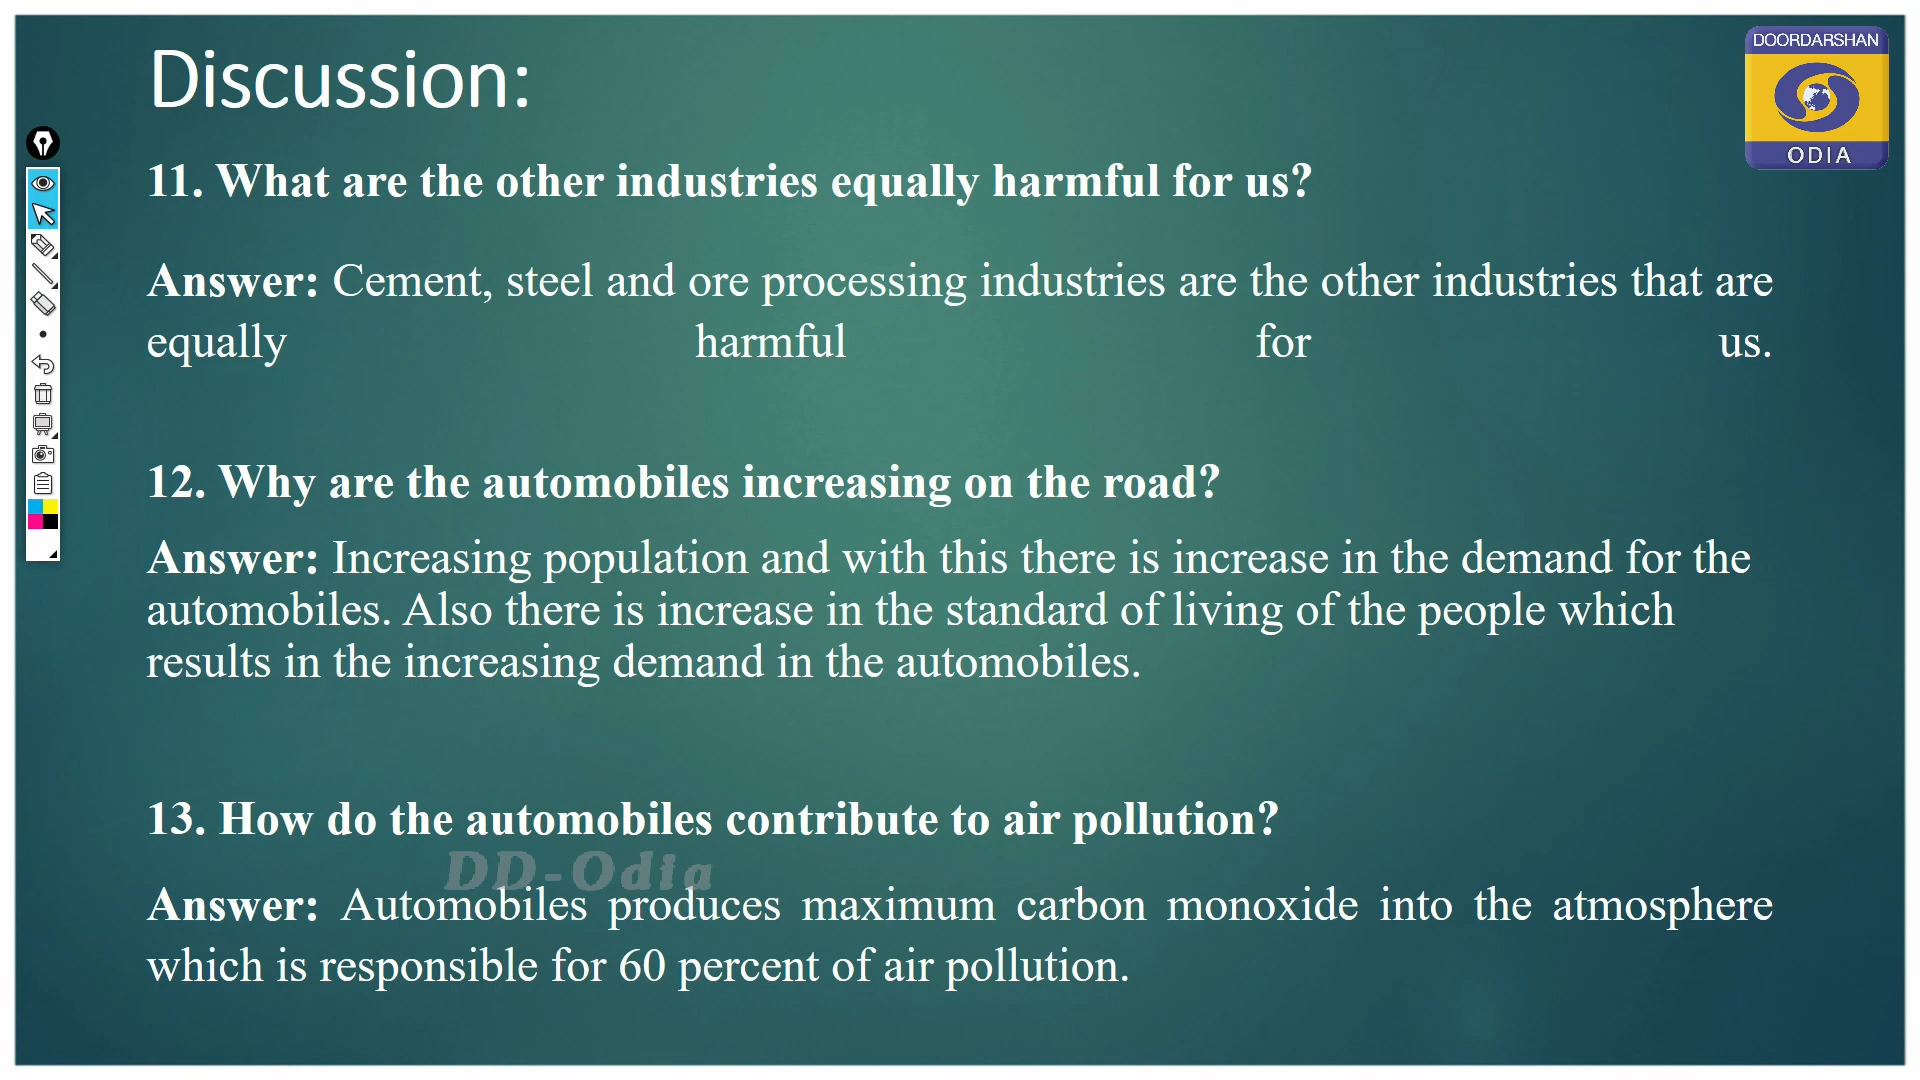 Discussion:
DOORDARSHAN
ODIA
11. What are the other industries equally harmful for us?
Answer: Cement, steel and ore processing industries are the other industries that are
equally harmful for us.
12. Why are the automobiles increasing on the road?
Answer: Increasing population and with this there is increase in the demand for the
automobiles. Also there is increase in the standard of living of the people which
results in the increasing demand in the automobiles.
13. How do the automobiles contribute to air pollution?
DD-Odia
Answer: Automobiles produces maximum carbon monoxide into the atmosphere
which is responsible for 60 percent of air pollution.